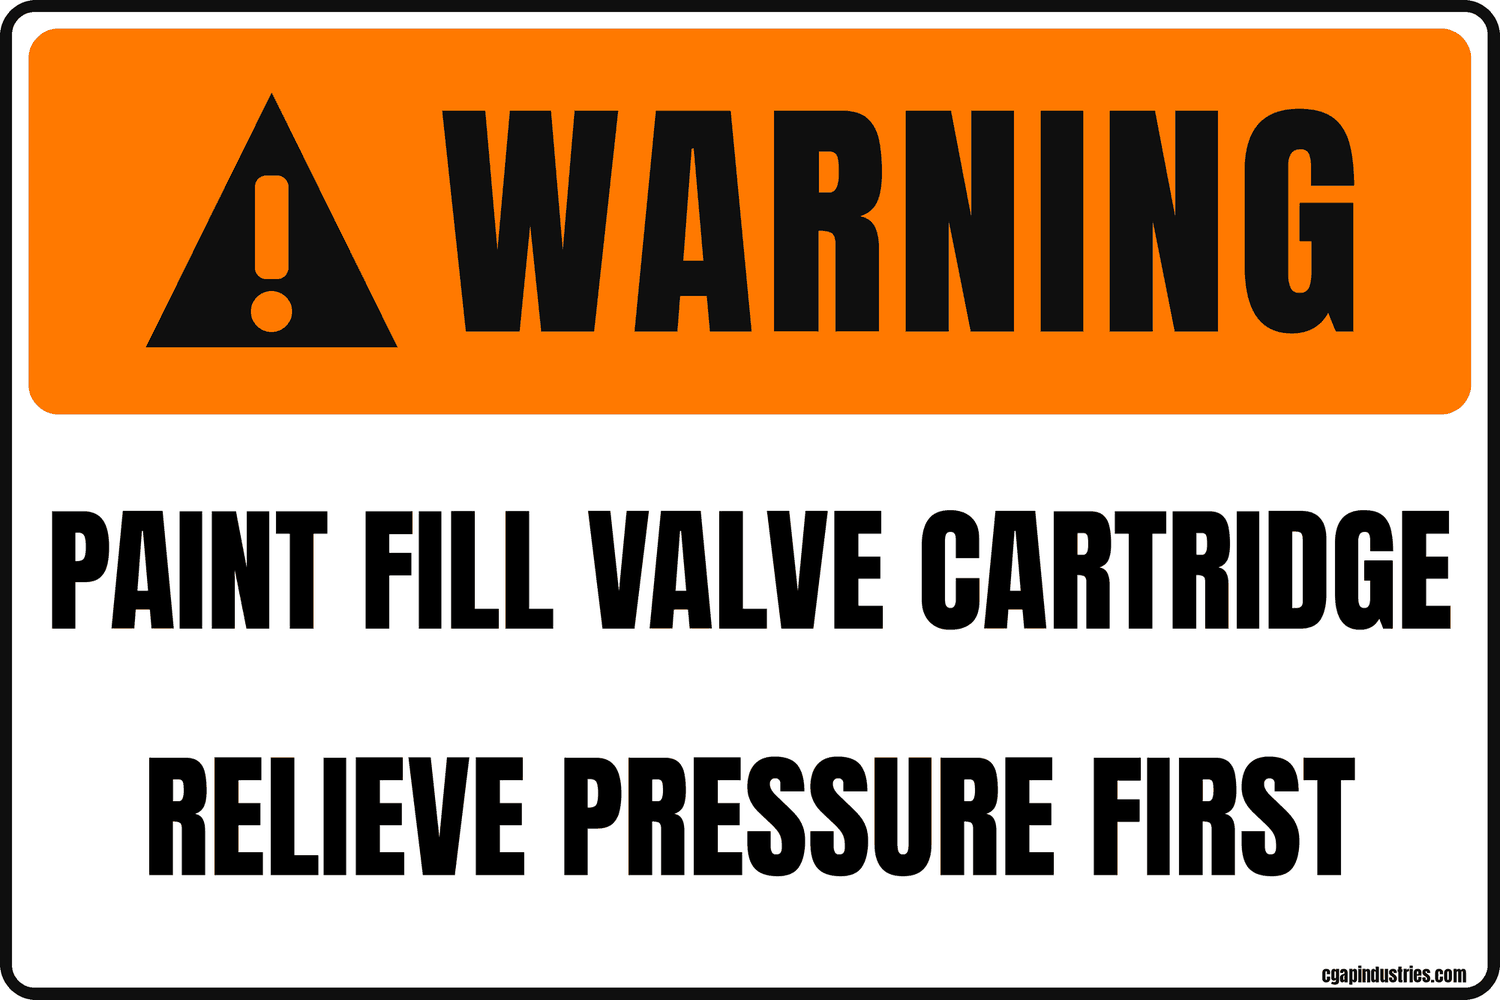 WARNING
PAINT FILL VALVE CARTRIDGE
RELIEVE PRESSURE FIRST
cgapindustries.com